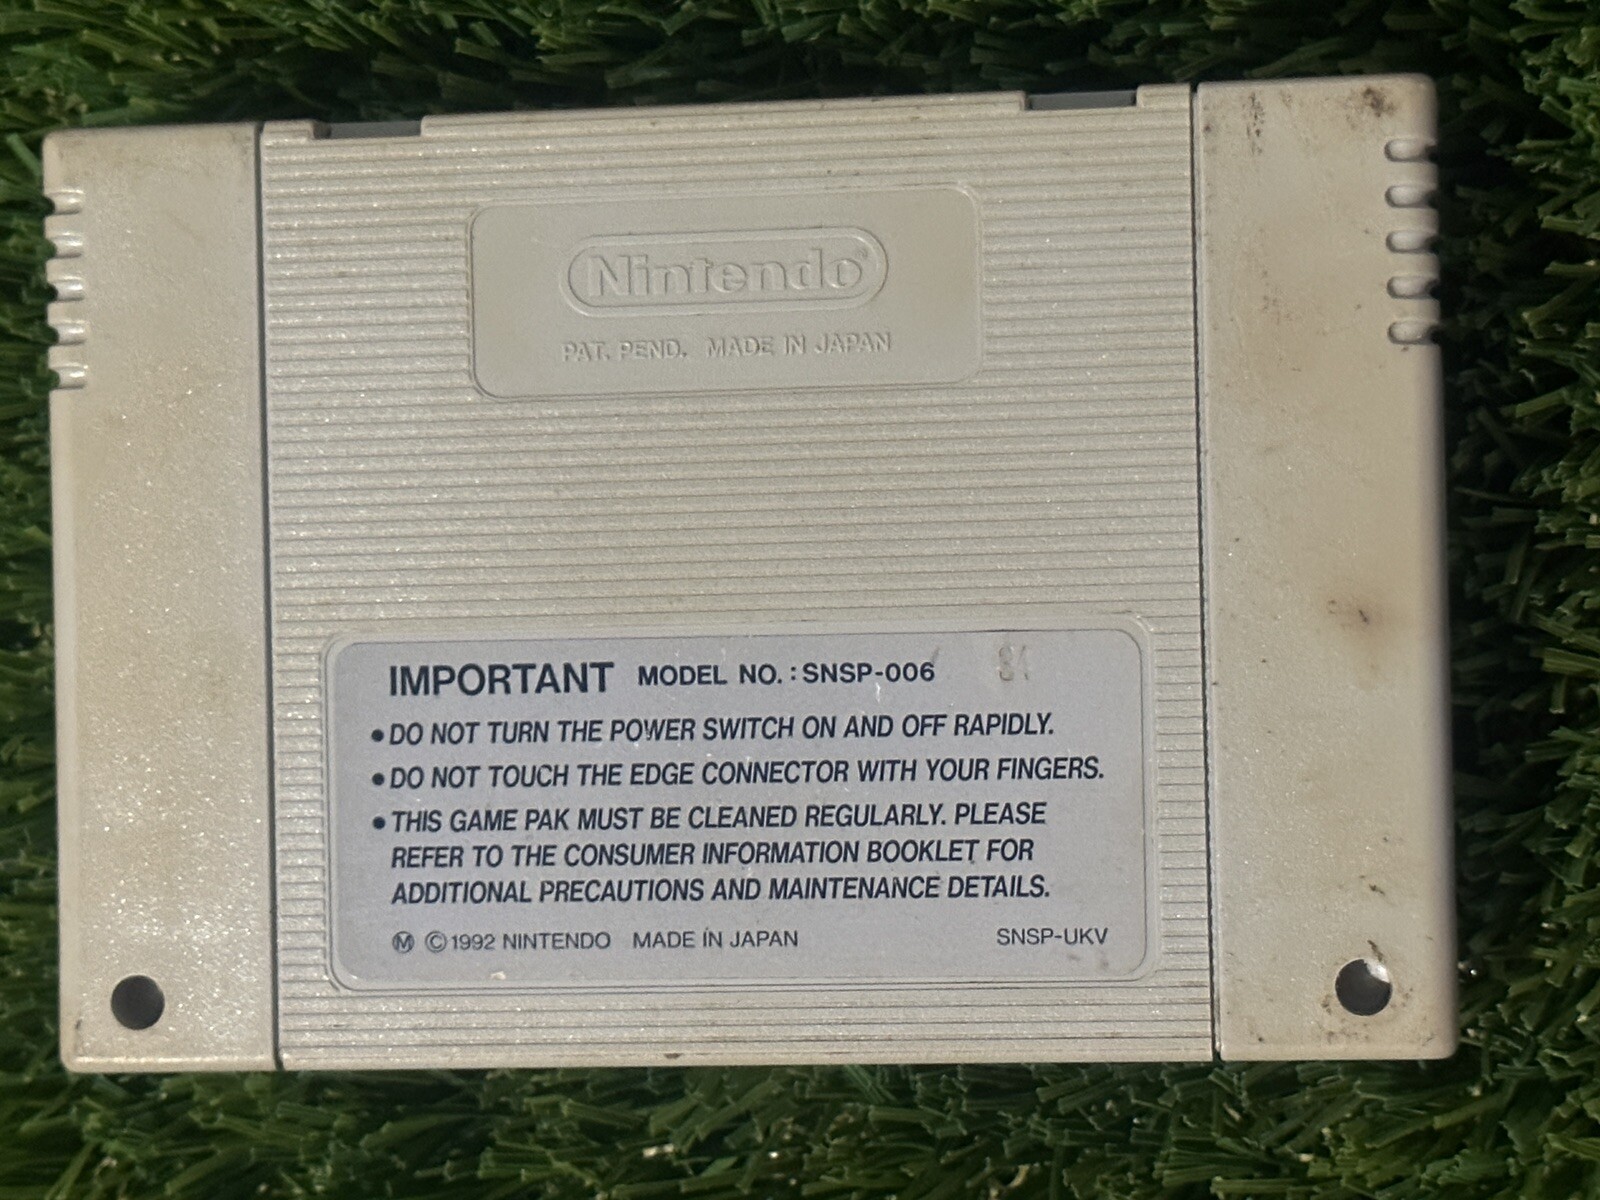 Nintendo®
PAT. PEND. MADE IN JAPAN
IMPORTANT MODEL NO.: SNSP-006
• DO NOT TURN THE POWER SWITCH ON AND OFF RAPIDLY.
• DO NOT TOUCH THE EDGE CONNECTOR WITH YOUR FINGERS.
• THIS GAME PAK MUST BE CLEANED REGULARLY. PLEASE
REFER TO THE CONSUMER INFORMATION BOOKLET FOR
ADDITIONAL PRECAUTIONS AND MAINTENANCE DETAILS.
Ⓜ ©1992 NINTENDO MADE IN JAPAN SNSP-UKV